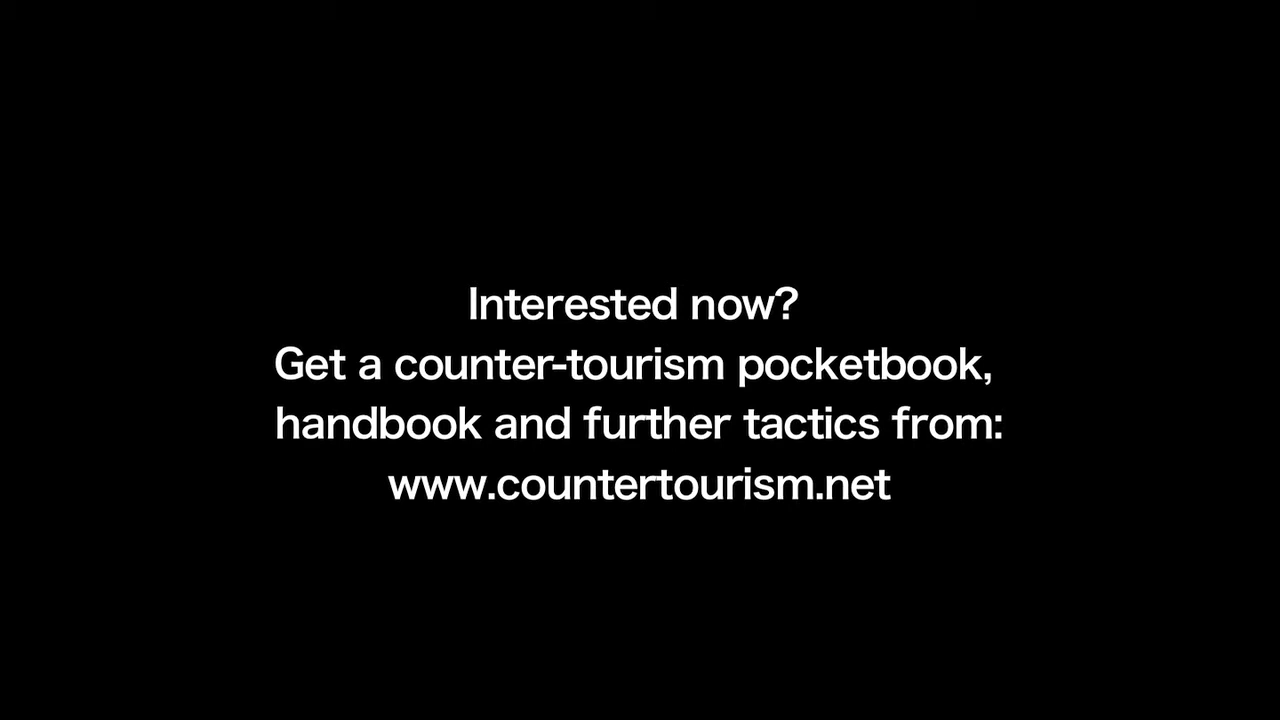 Interested now?
Get a counter-tourism pocketbook,
handbook and further tactics from:
www.countertourism.net